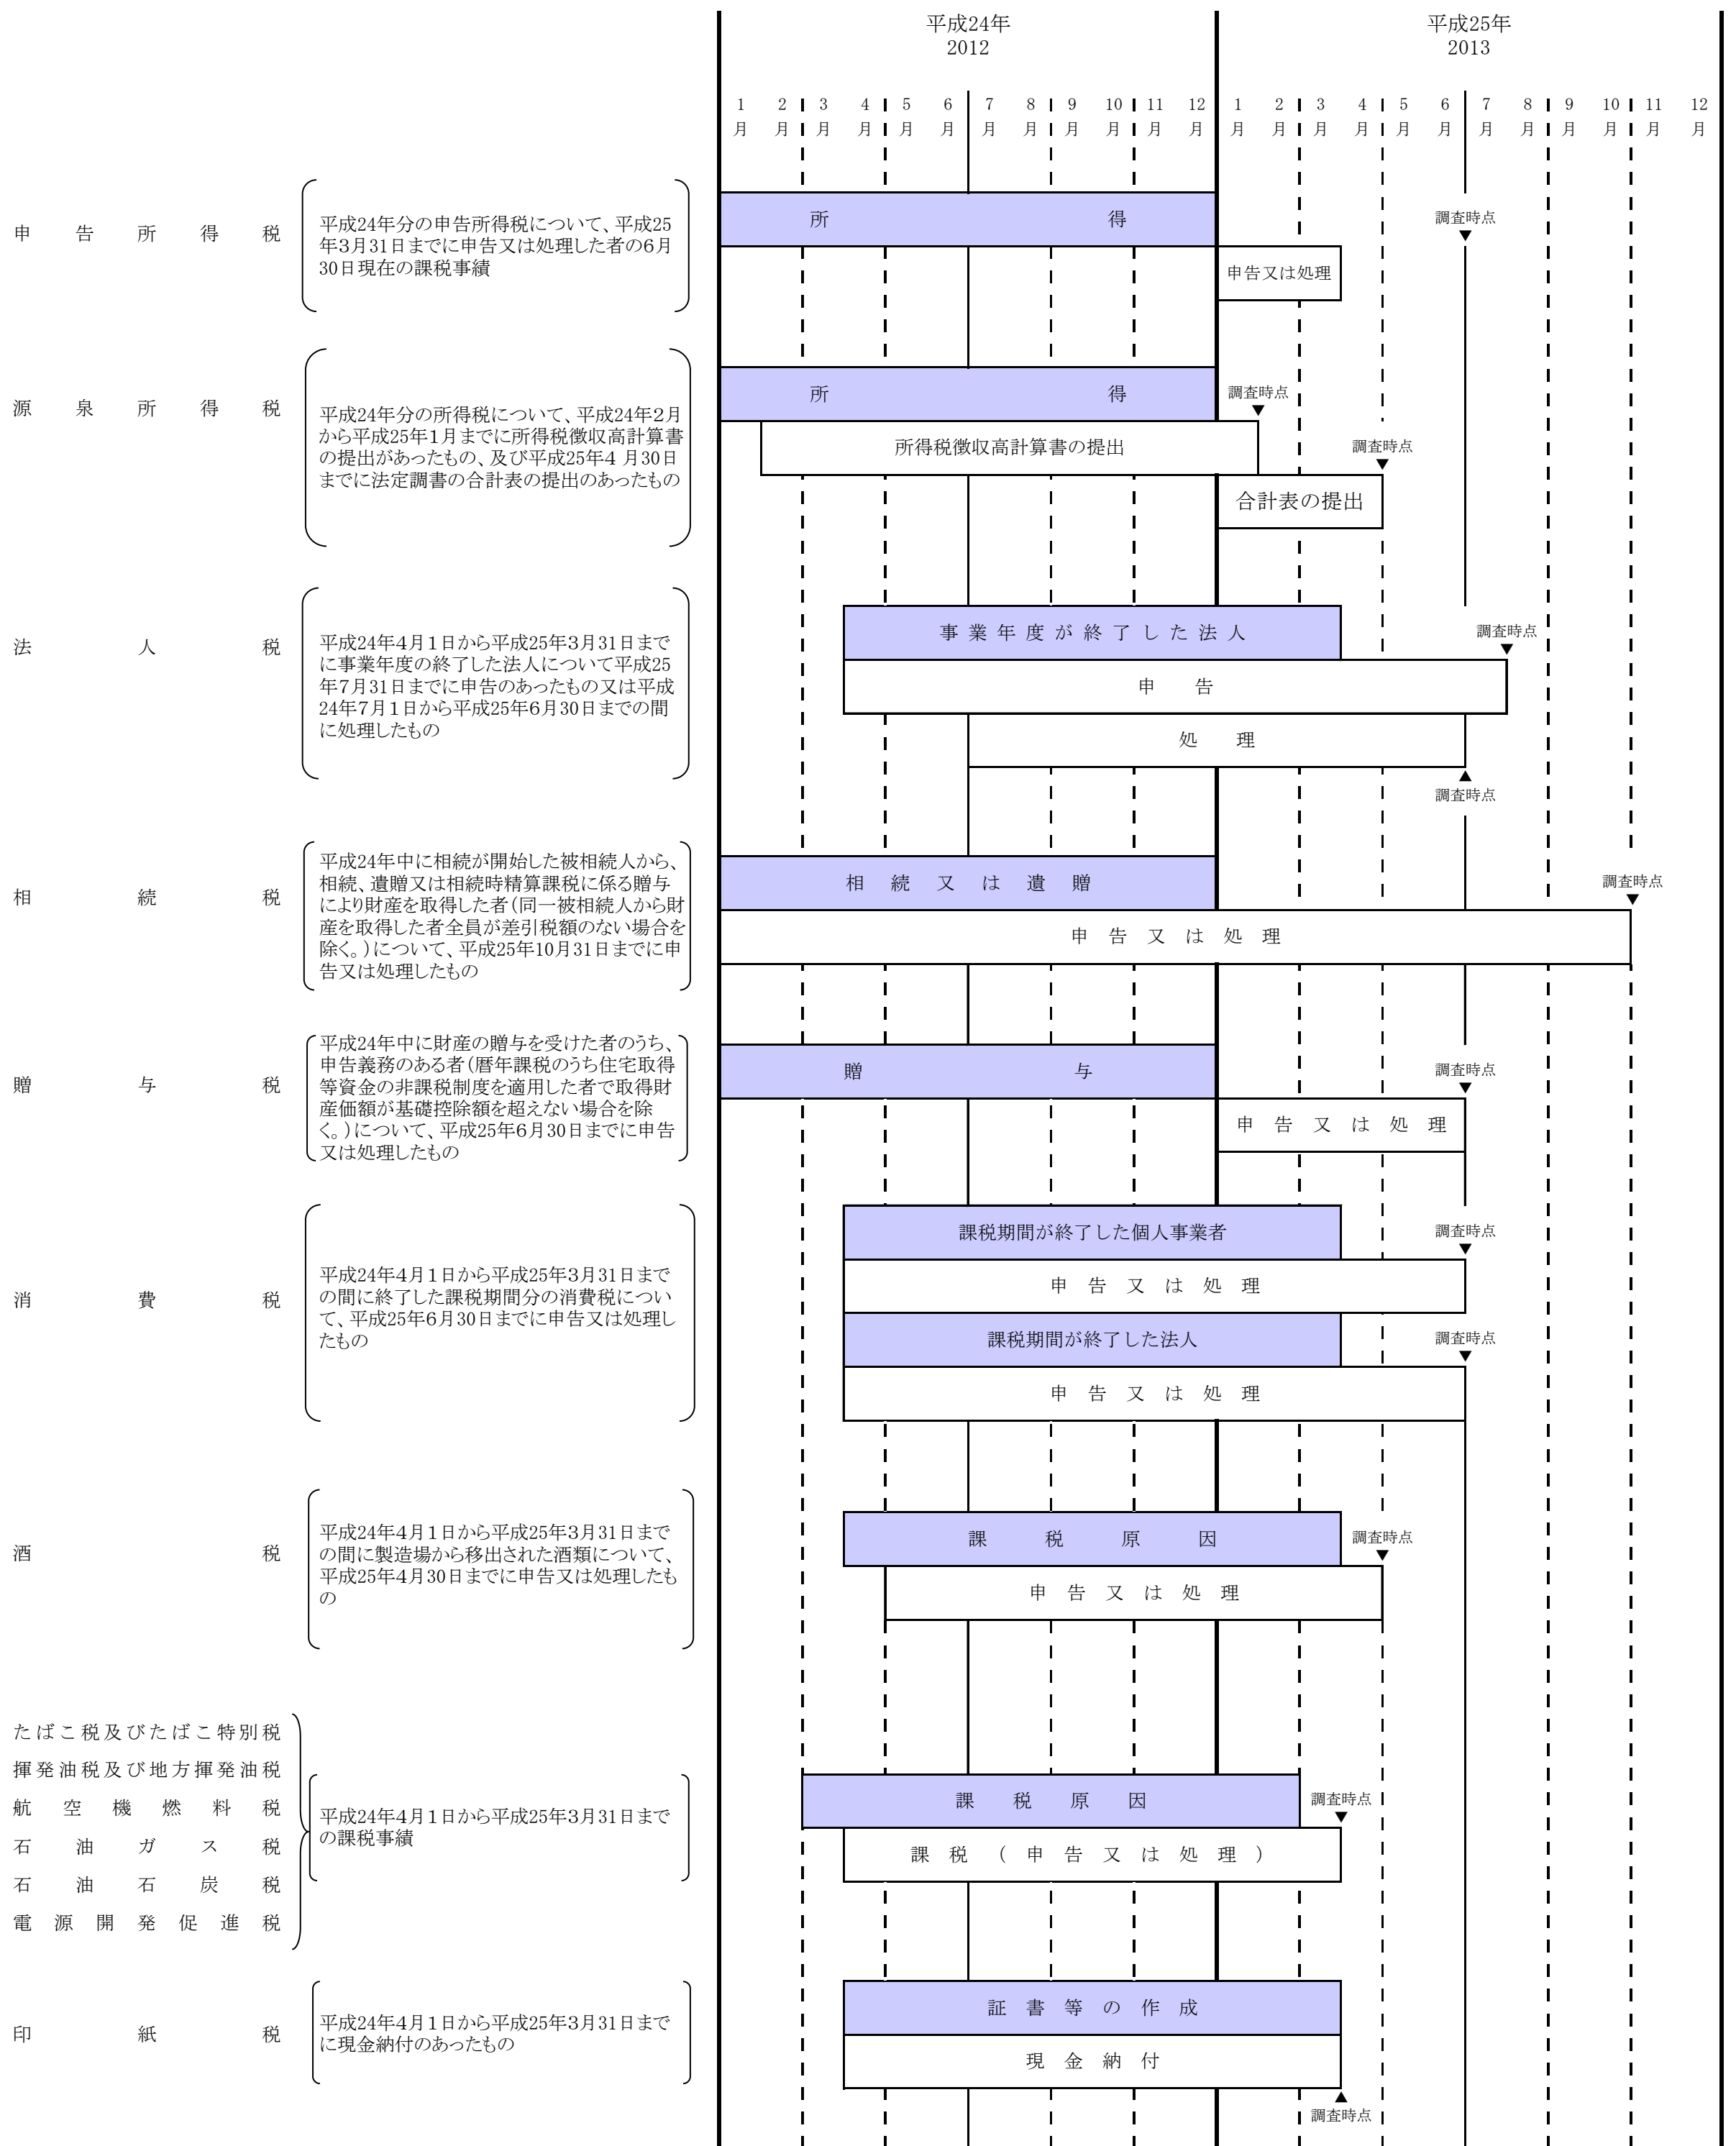 平成24年
2012
平成25年
2013
1 2 3 4 5 6 7 8 9 10 11 12 1 2 3 4 5 6 7 8 9 10 11 12
月 月 月 月 月 月 月 月 月 月 月 月 月 月 月 月 月 月 月 月 月 月 月 月
申告所得税
平成24年分の申告所得税について、平成25
年3月31日までに申告又は処理した者の6月
30日現在の課税事績
所得
調査時点
▼
申告又は処理
源泉所得税
平成24年分の所得税について、平成24年2月
から平成25年1月までに所得税徴収高計算書
の提出があったもの、及び平成25年4 月30日
までに法定調書の合計表の提出のあったもの
所得
調査時点
▼
所得税徴収高計算書の提出
調査時点
▼
合計表の提出
法人税
平成24年4月1日から平成25年3月31日まで
に事業年度の終了した法人について平成25
年7月31日までに申告のあったもの又は平成
24年7月1日から平成25年6月30日までの間
に処理したもの
事業年度が終了した法人
調査時点
▼
申告
処理
▲
調査時点
相続税
平成24年中に相続が開始した被相続人から、
相続、遺贈又は相続時精算課税に係る贈与
により財産を取得した者(同一被相続人から財
産を取得した者全員が差引税額のない場合を
除く。)について、平成25年10月31日までに申
告又は処理したもの
相続又は遺贈
調査時点
▼
申告又は処理
贈与税
平成24年中に財産の贈与を受けた者のうち、
申告義務のある者(暦年課税のうち住宅取得
等資金の非課税制度を適用した者で取得財
産価額が基礎控除額を超えない場合を除
く。)について、平成25年6月30日までに申告
又は処理したもの
贈与
調査時点
▼
申告又は処理
消費税
平成24年4月1日から平成25年3月31日まで
の間に終了した課税期間分の消費税につい
て、平成25年6月30日までに申告又は処理し
たもの
課税期間が終了した個人事業者
調査時点
▼
申告又は処理
課税期間が終了した法人
調査時点
▼
申告又は処理
酒税
平成24年4月1日から平成25年3月31日まで
の間に製造場から移出された酒類について、
平成25年4月30日までに申告又は処理したも
の
課税原因
調査時点
▼
申告又は処理
たばこ税及びたばこ特別税
揮発油税及び地方揮発油税
航空機燃料税
石油ガス税
石油石炭税
電源開発促進税
平成24年4月1日から平成25年3月31日まで
の課税事績
課税原因
調査時点
▼
課税(申告又は処理)
印紙税
平成24年4月1日から平成25年3月31日まで
に現金納付のあったもの
証書等の作成
現金納付
▲
調査時点